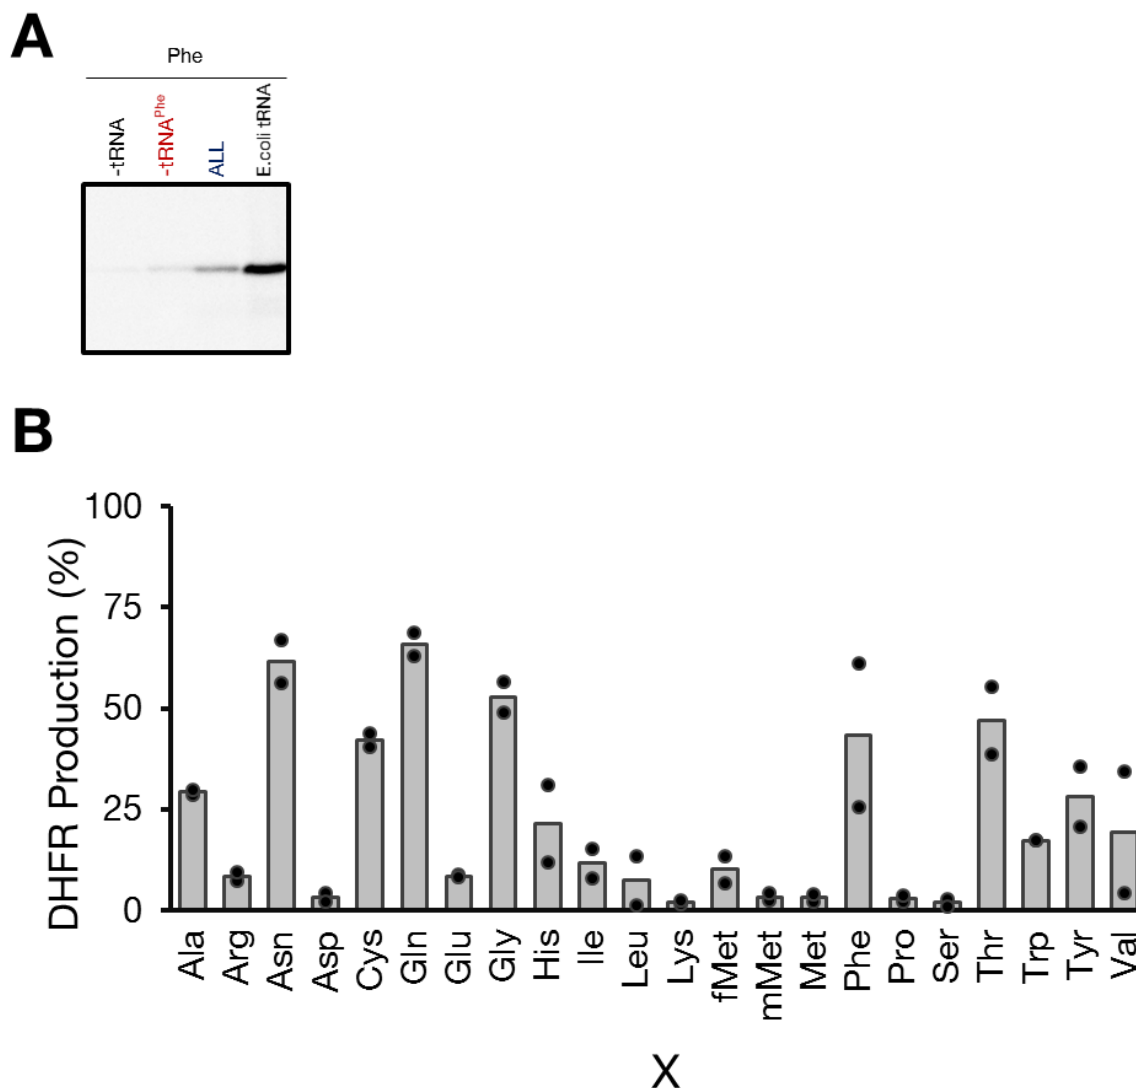 A
Phe
-tRNA
-tRNAPhe
ALL
E.coli tRNA
B
DHFR Production (%)
100
75
50
25
0
Ala
Arg
Asn
Asp
Cys
Gln
Glu
Gly
His
Ile
Leu
Lys
fMet
mMet
Met
Phe
Pro
Ser
Thr
Trp
Tyr
Val
X